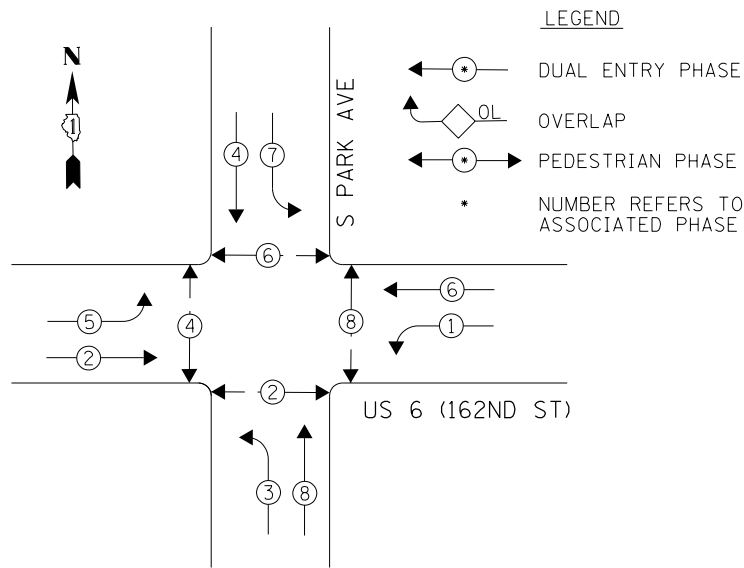 LEGEND
N
1
* DUAL ENTRY PHASE
OL OVERLAP
* PEDESTRIAN PHASE
* NUMBER REFERS TO
ASSOCIATED PHASE
S PARK AVE
4 7
6
6
5 4 8 1
2
2
US 6 (162ND ST)
3 8